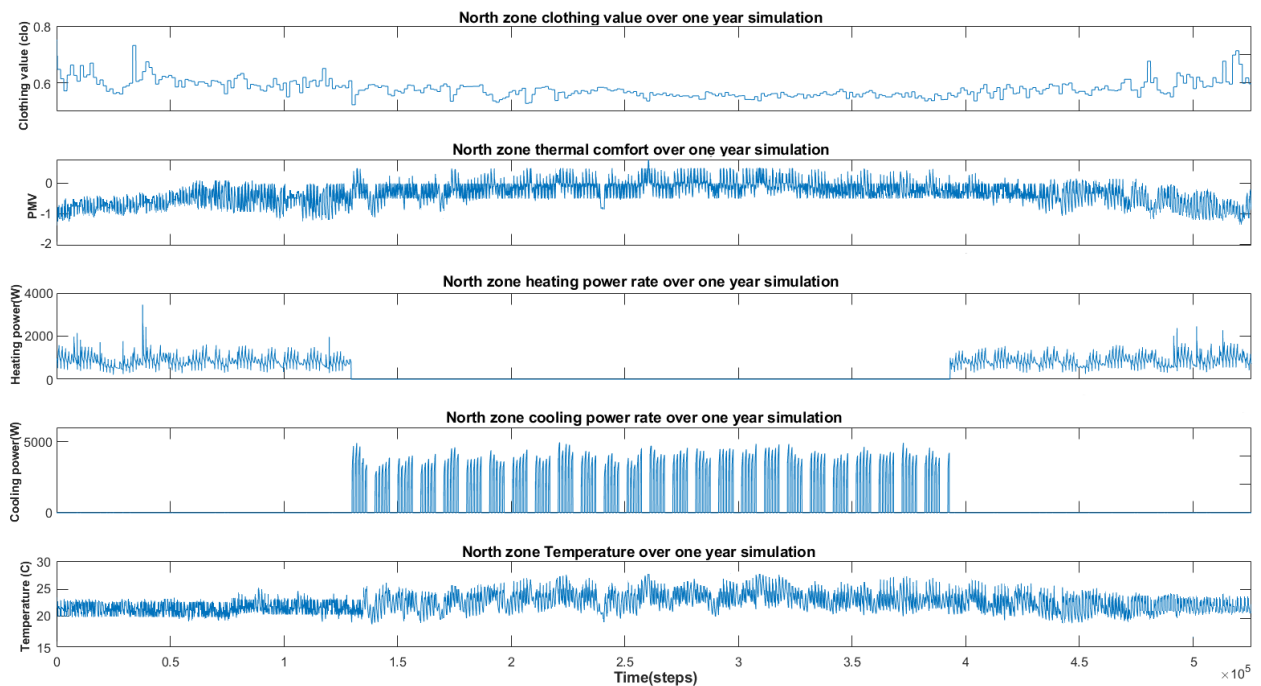 North zone clothing value over one year simulation
Clothing value (clo)
0.8
0.6
North zone thermal comfort over one year simulation
PMV
0
-1
-2
North zone heating power rate over one year simulation
Heating power(W)
4000
2000
0
North zone cooling power rate over one year simulation
Cooling power(W)
5000
0
North zone Temperature over one year simulation
Temperature (C)
30
25
20
15
0 0.5 1 1.5 2 2.5 3 3.5 4 4.5 5
Time(steps)
×10⁵